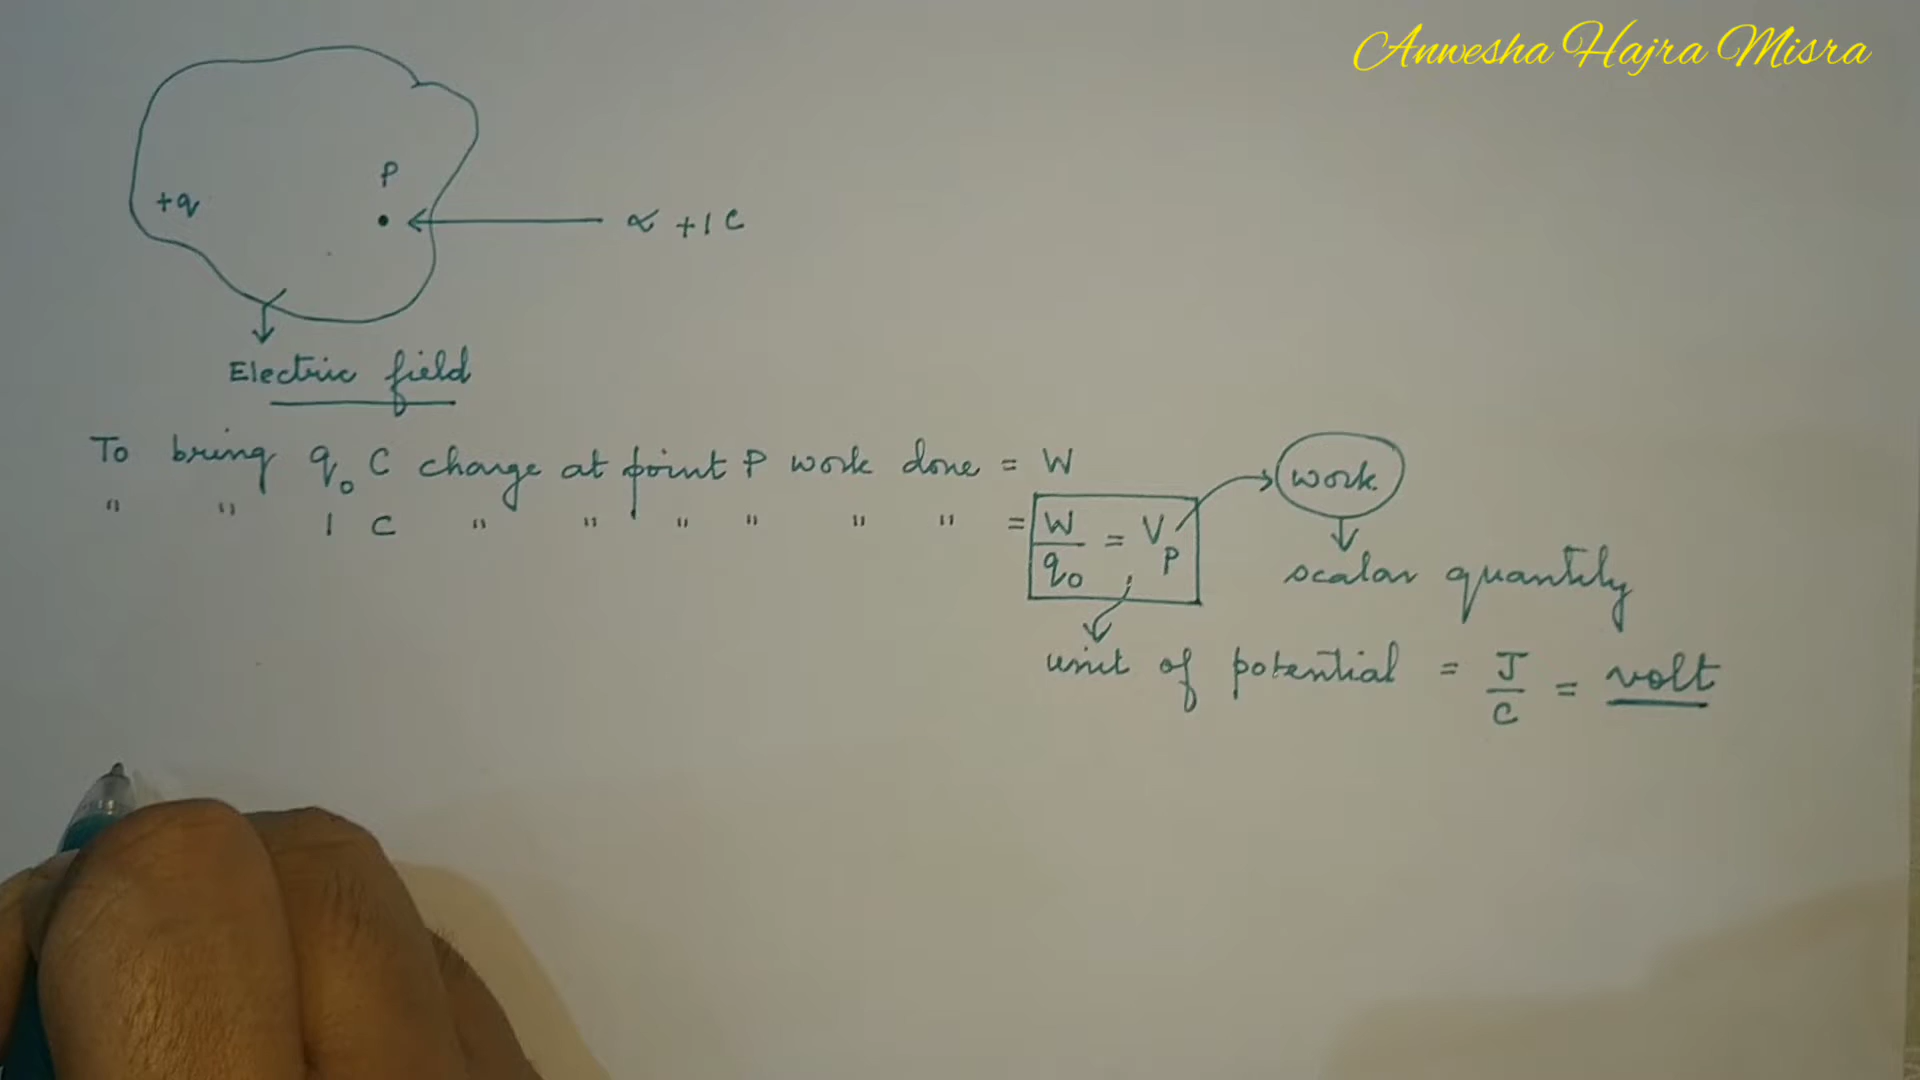 Anwesha Hajra Misra
P
+q
∝ +1 C
Electric field
To bring q₀ C charge at point P work done = W
" " 1 C " " " " " " = W/q₀ = V_P
work
scalar quantity
unit of potential = J/C = volt